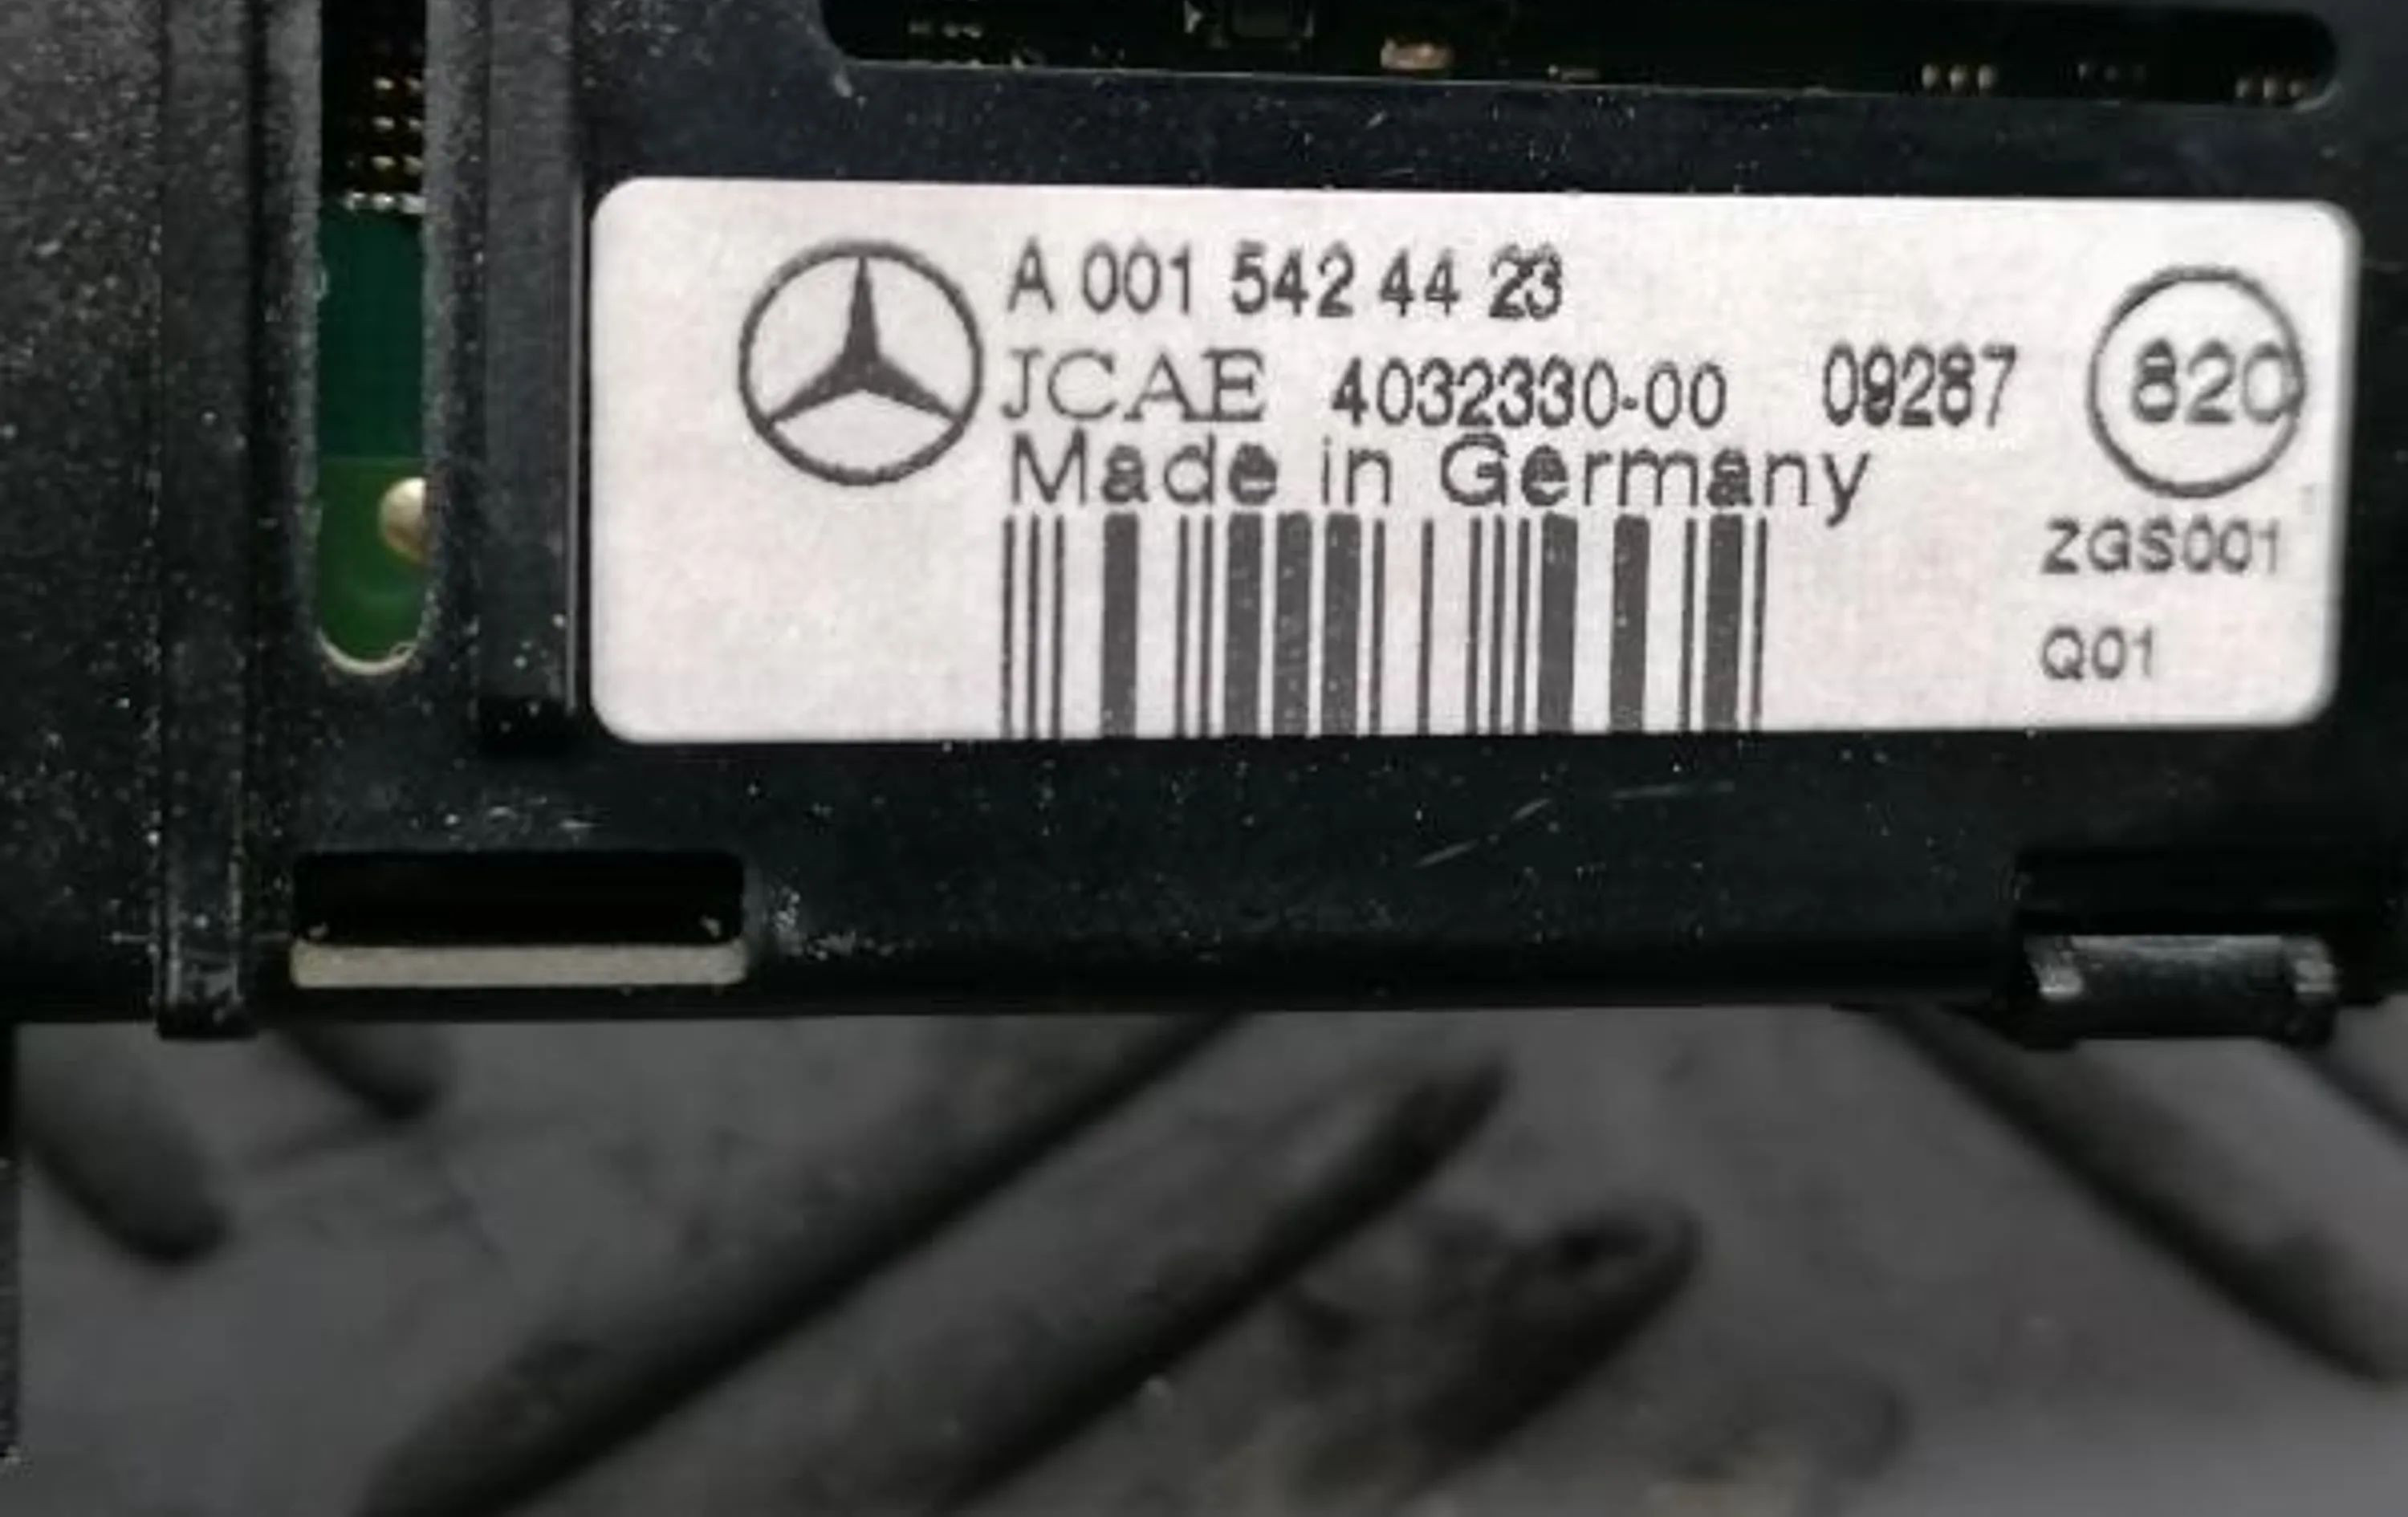 A 001 542 44 23
JCAE 4032330-00 09287
820
Made in Germany
ZGS001
Q01